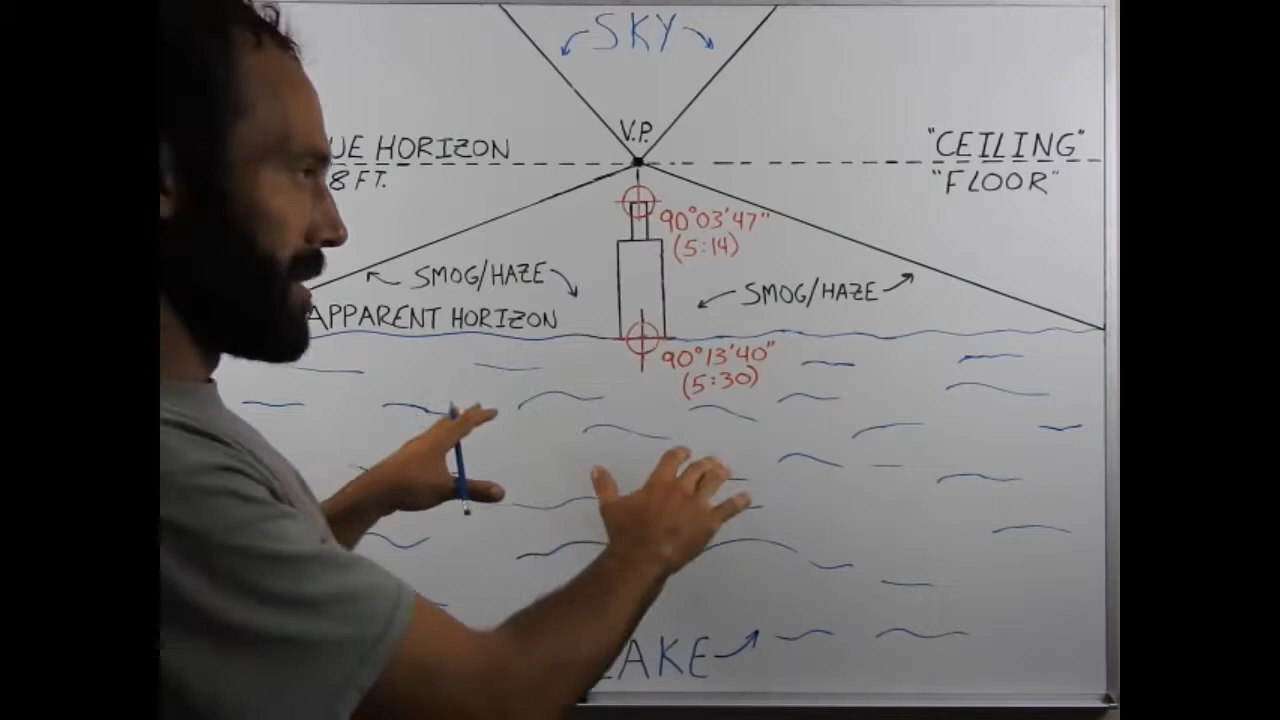 SKY
V.P.
UE HORIZON
8 FT.
"CEILING"
"FLOOR"
90°03'47"
(5:14)
SMOG/HAZE
SMOG/HAZE
APPARENT HORIZON
90°13'40"
(5:30)
LAKE